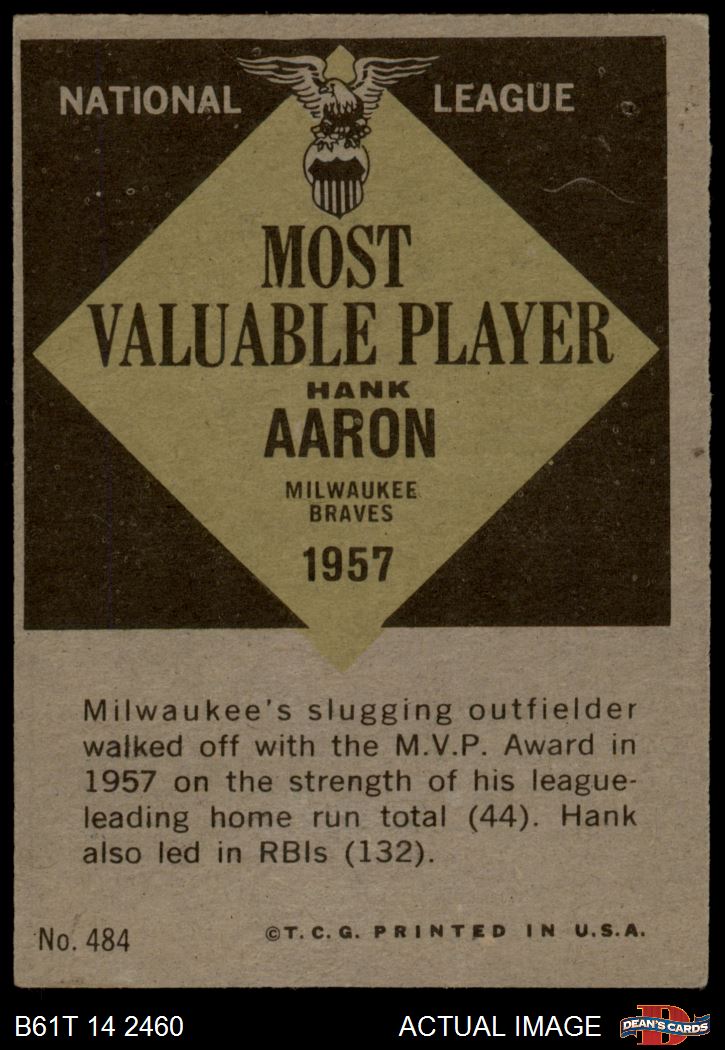 NATIONAL LEAGUE
MOST
VALUABLE PLAYER
HANK
AARON
MILWAUKEE
BRAVES
1957
Milwaukee's slugging outfielder
walked off with the M.V.P. Award in
1957 on the strength of his league-
leading home run total (44). Hank
also led in RBIs (132).
No. 484 ©T.C.G. PRINTED IN U.S.A.
B61T 14 2460 ACTUAL IMAGE D DEAN'S CARDS